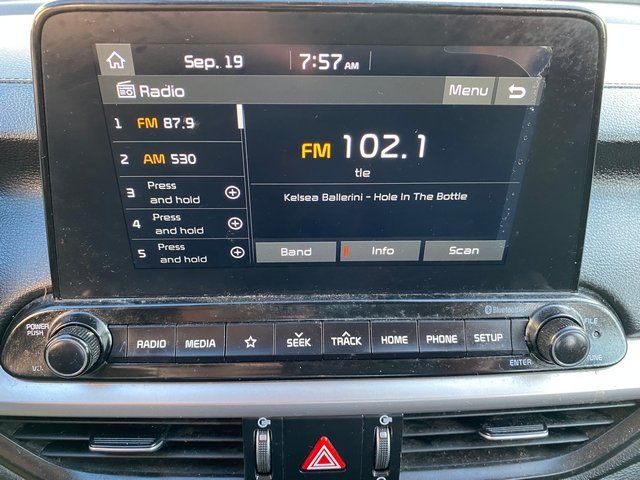 Sep. 19 7:57 AM
Radio Menu
1 FM 87.9
2 AM 530
3 Press and hold
4 Press and hold
5 Press and hold
FM 102.1
tle
Kelsea Ballerini - Hole In The Bottle
Band Info Scan
Bluetooth
POWER PUSH
RADIO MEDIA SEEK TRACK HOME PHONE SETUP
FILE
ENTER TUNE